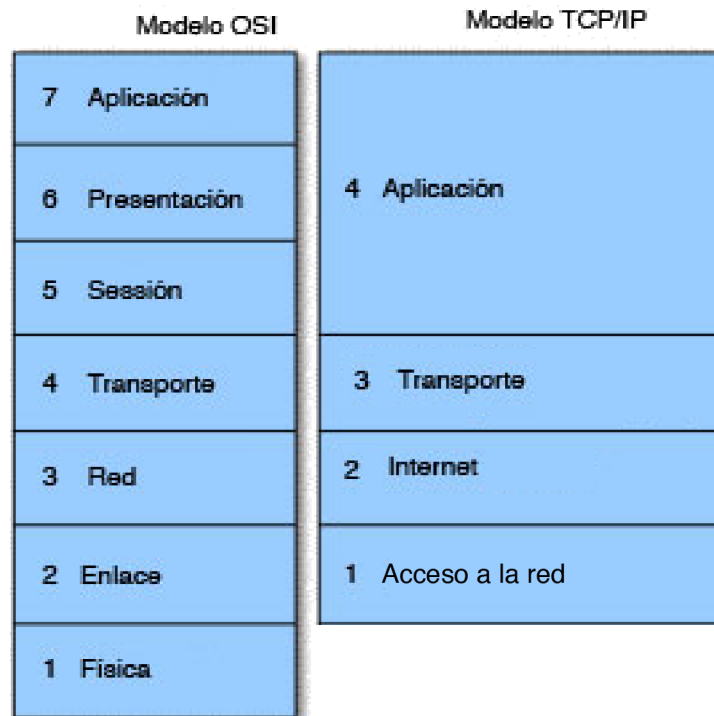 Modelo OSI
7 Aplicación
6 Presentación
5 Sessión
4 Transporte
3 Red
2 Enlace
1 Física
Modelo TCP/IP
4 Aplicación
3 Transporte
2 Internet
1 Acceso a la red